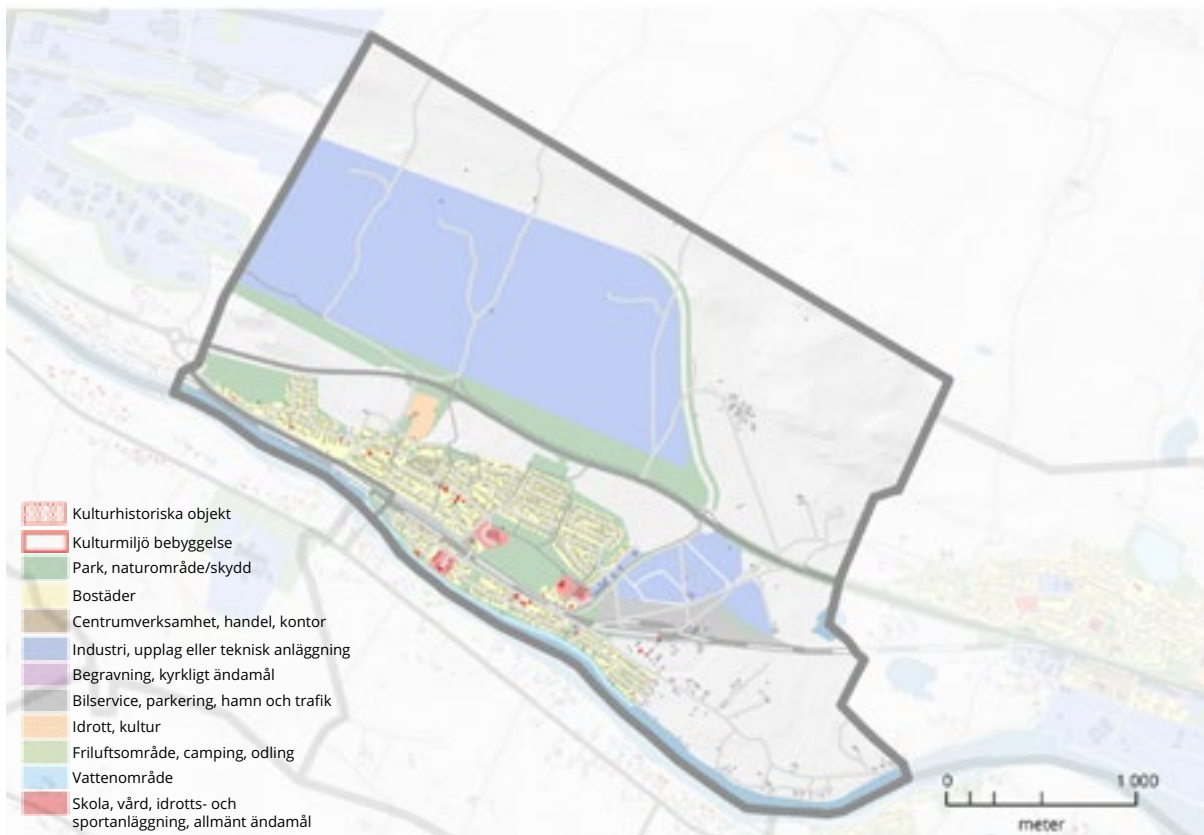 Kulturhistoriska objekt
Kulturmiljö bebyggelse
Park, naturområde/skydd
Bostäder
Centrumverksamhet, handel, kontor
Industri, upplag eller teknisk anläggning
Begravning, kyrkligt ändamål
Bilservice, parkering, hamn och trafik
Idrott, kultur
Friluftsområde, camping, odling
Vattenområde
Skola, vård, idrotts- och
sportanläggning, allmänt ändamål
0 1 000
meter